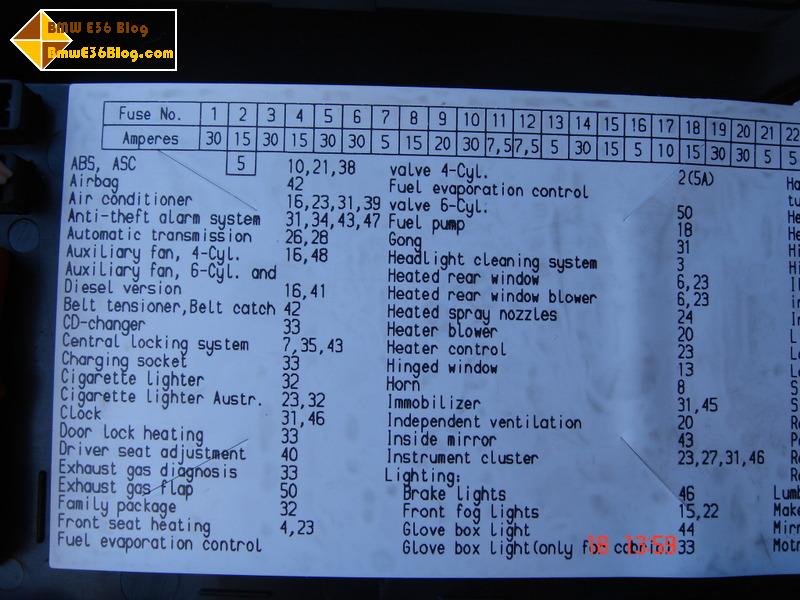 BMW E36 Blog
BmwE36Blog.com
Fuse No. 1 2 3 4 5 6 7 8 9 10 11 12 13 14 15 16 17 18 19 20 21 22
Amperes 30 15 30 15 30 30 5 15 20 30 7,5 7,5 5 30 15 5 10 15 30 30 5 5
5
ABS, ASC 10,21,38
Airbag 42
Air conditioner 16,23,31,39
Anti-theft alarm system 31,34,43,47
Automatic transmission 26,28
Auxiliary fan, 4-Cyl. 16,48
Auxiliary fan, 6-Cyl. and
Diesel version 16,41
Belt tensioner,Belt catch 42
CD-changer 33
Central locking system 7,35,43
Charging socket 33
Cigarette lighter 32
Cigarette lighter Austr. 23,32
Clock 31,46
Door lock heating 33
Driver seat adjustment 40
Exhaust gas diagnosis 33
Exhaust gas flap 50
Family package 32
Front seat heating 4,23
Fuel evaporation control
valve 4-Cyl. 2(5A)
Fuel evaporation control
valve 6-Cyl. 50
Fuel pump 18
Gong 31
Headlight cleaning system 3
Heated rear window 6,23
Heated rear window blower 6,23
Heated spray nozzles 24
Heater blower 20
Heater control 23
Hinged window 13
Horn 8
Immobilizer 31,45
Independent ventilation 20
Inside mirror 43
Instrument cluster 23,27,31,46
Lighting:
Brake lights 46
Front fog lights 15,22
Glove box light 44
Glove box light(only for cabrio) 33